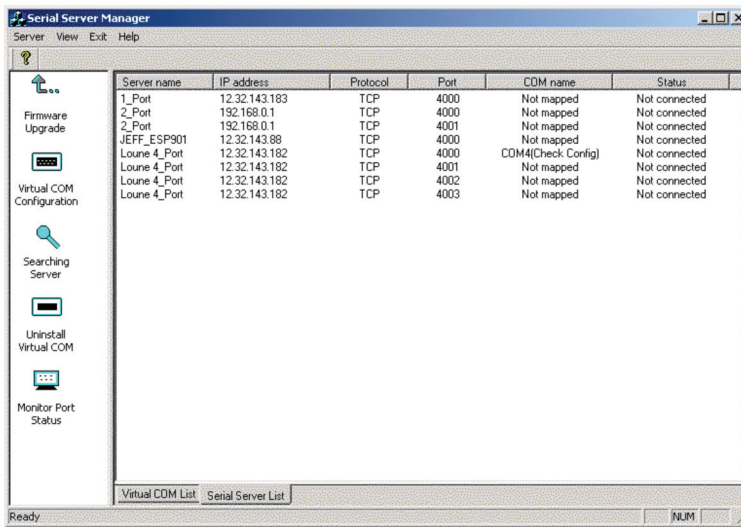 Serial Server Manager
Server View Exit Help
Firmware
Upgrade
Virtual COM
Configuration
Searching
Server
Uninstall
Virtual COM
Monitor Port
Status
Server name IP address Protocol Port COM name Status
1_Port 12.32.143.183 TCP 4000 Not mapped Not connected
2_Port 192.168.0.1 TCP 4000 Not mapped Not connected
2_Port 192.168.0.1 TCP 4001 Not mapped Not connected
JEFF_ESP901 12.32.143.88 TCP 4000 Not mapped Not connected
Loune 4_Port 12.32.143.182 TCP 4000 COM4(Check Config) Not connected
Loune 4_Port 12.32.143.182 TCP 4001 Not mapped Not connected
Loune 4_Port 12.32.143.182 TCP 4002 Not mapped Not connected
Loune 4_Port 12.32.143.182 TCP 4003 Not mapped Not connected
Virtual COM List Serial Server List
Ready NUM